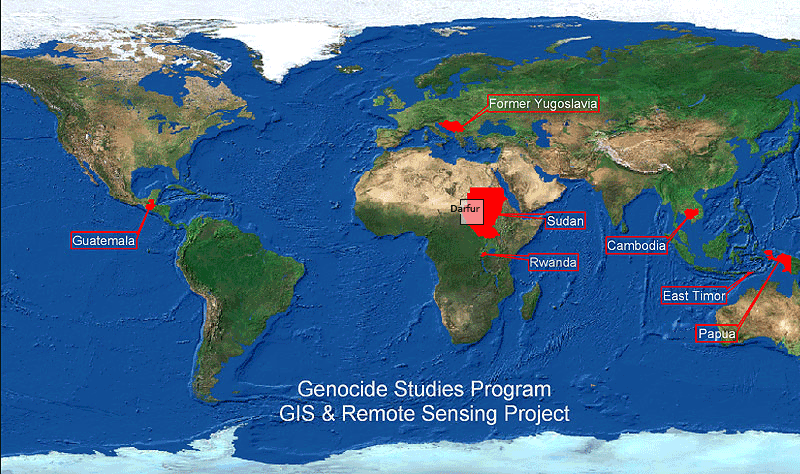 Former Yugoslavia
Darfur
Sudan
Guatemala
Cambodia
Rwanda
East Timor
Papua
Genocide Studies Program
GIS & Remote Sensing Project